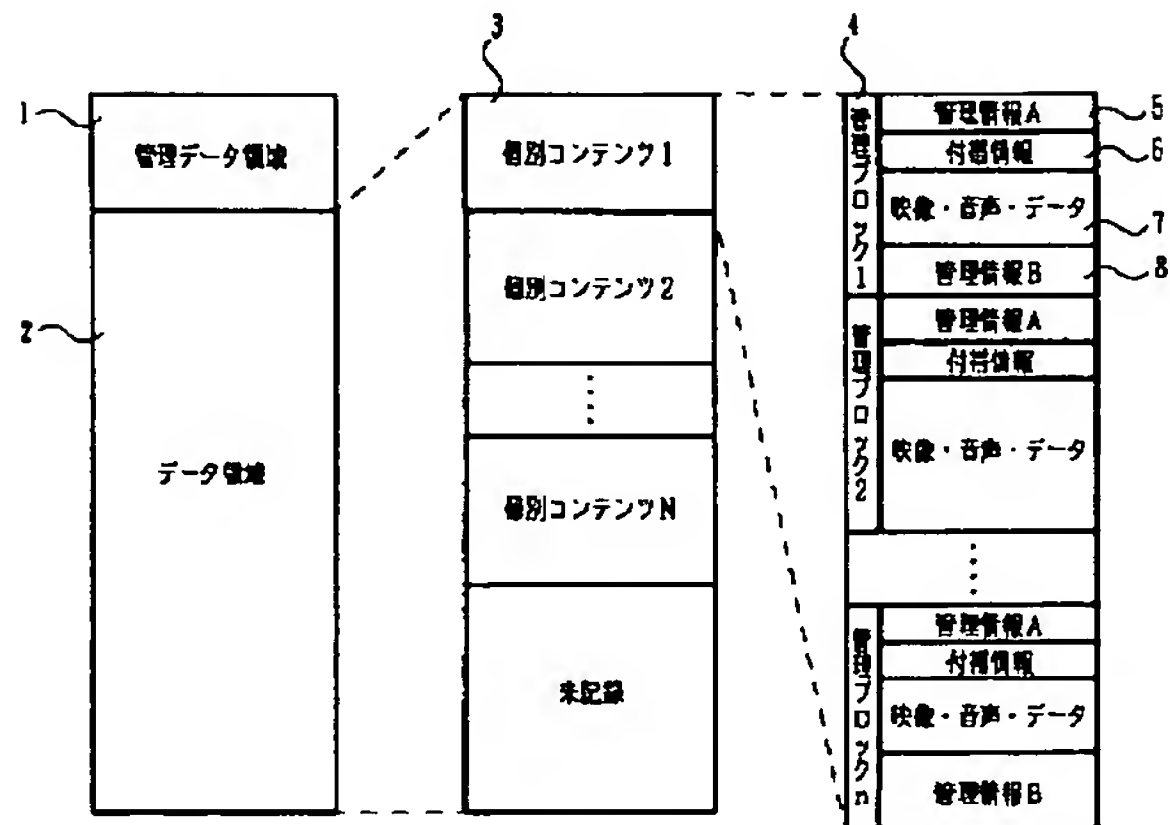 1
管理データ領域
2
データ領域
3
個別コンテンツ1
個別コンテンツ2
個別コンテンツN
未記録
4
管理ブロック1
管理情報A
5
付帯情報
6
映像・音声・データ
7
管理情報B
8
管理ブロック2
管理情報A
付帯情報
映像・音声・データ
管理ブロックn
管理情報A
付帯情報
映像・音声・データ
管理情報B